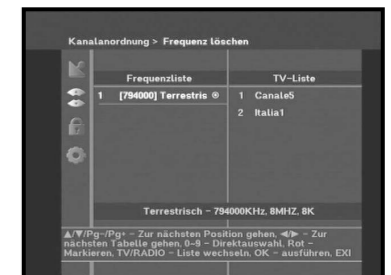 Kanalanordnung > Frequenz löschen
Frequenzliste
TV-Liste
1 [794000] Terrestris ®
1 Canale5
2 Italia1
Terrestrisch - 794000KHz, 8MHZ, 8K
▲/▼/Pg-/Pg+ - Zur nächsten Position gehen, ◄/► - Zur
nächsten Tabelle gehen, 0-9 - Direktauswahl, Rot -
Markieren, TV/RADIO - Liste wechseln, OK - ausführen, EXI